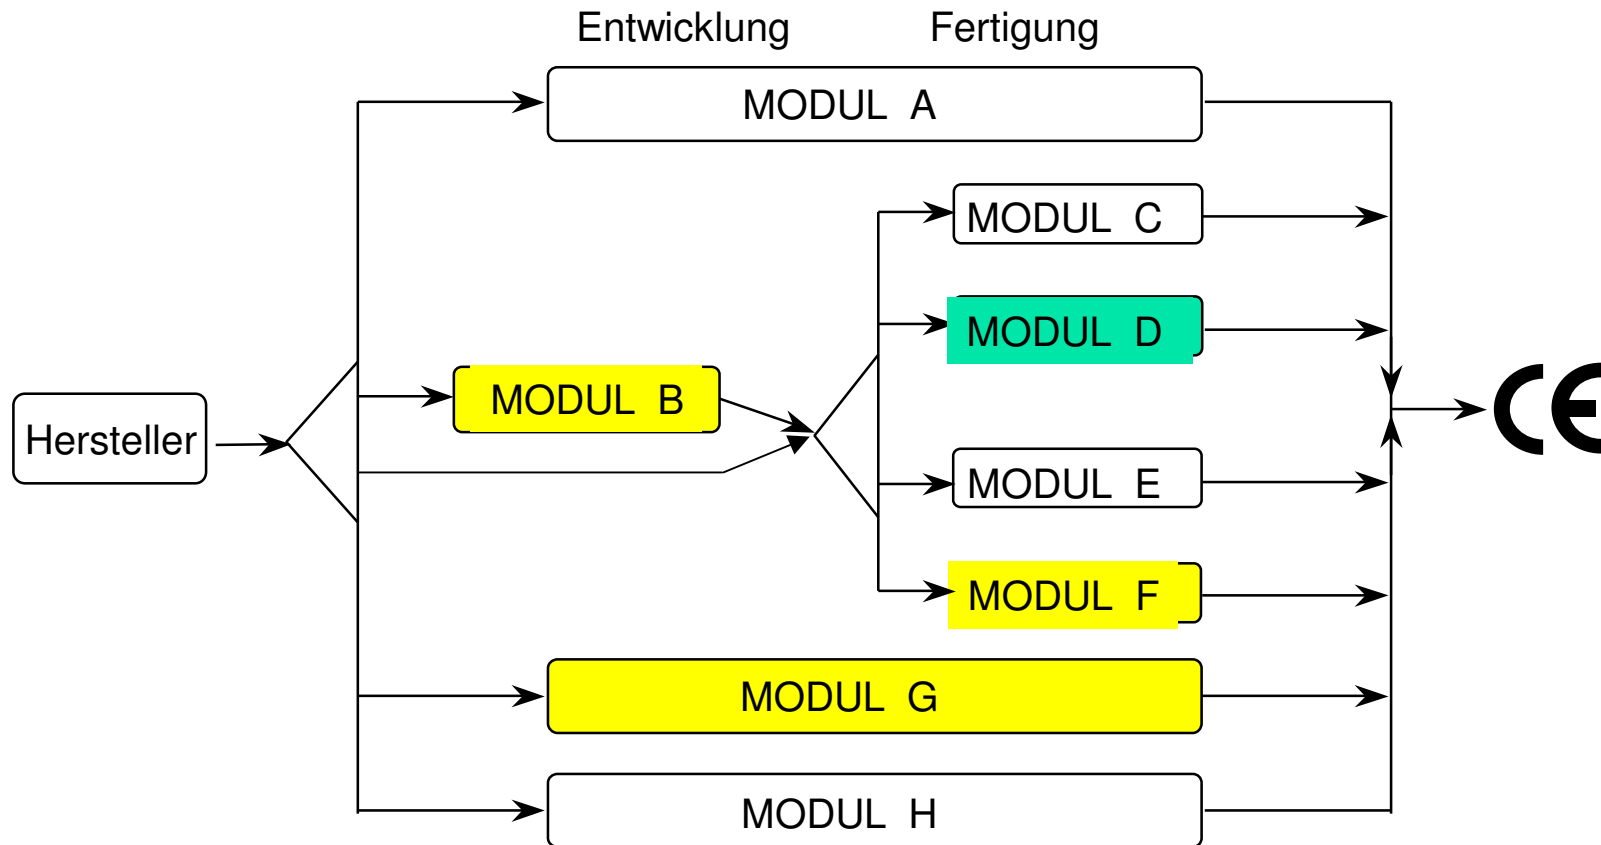 Entwicklung Fertigung
MODUL A
MODUL C
MODUL D
MODUL B
Hersteller
CE
MODUL E
MODUL F
MODUL G
MODUL H